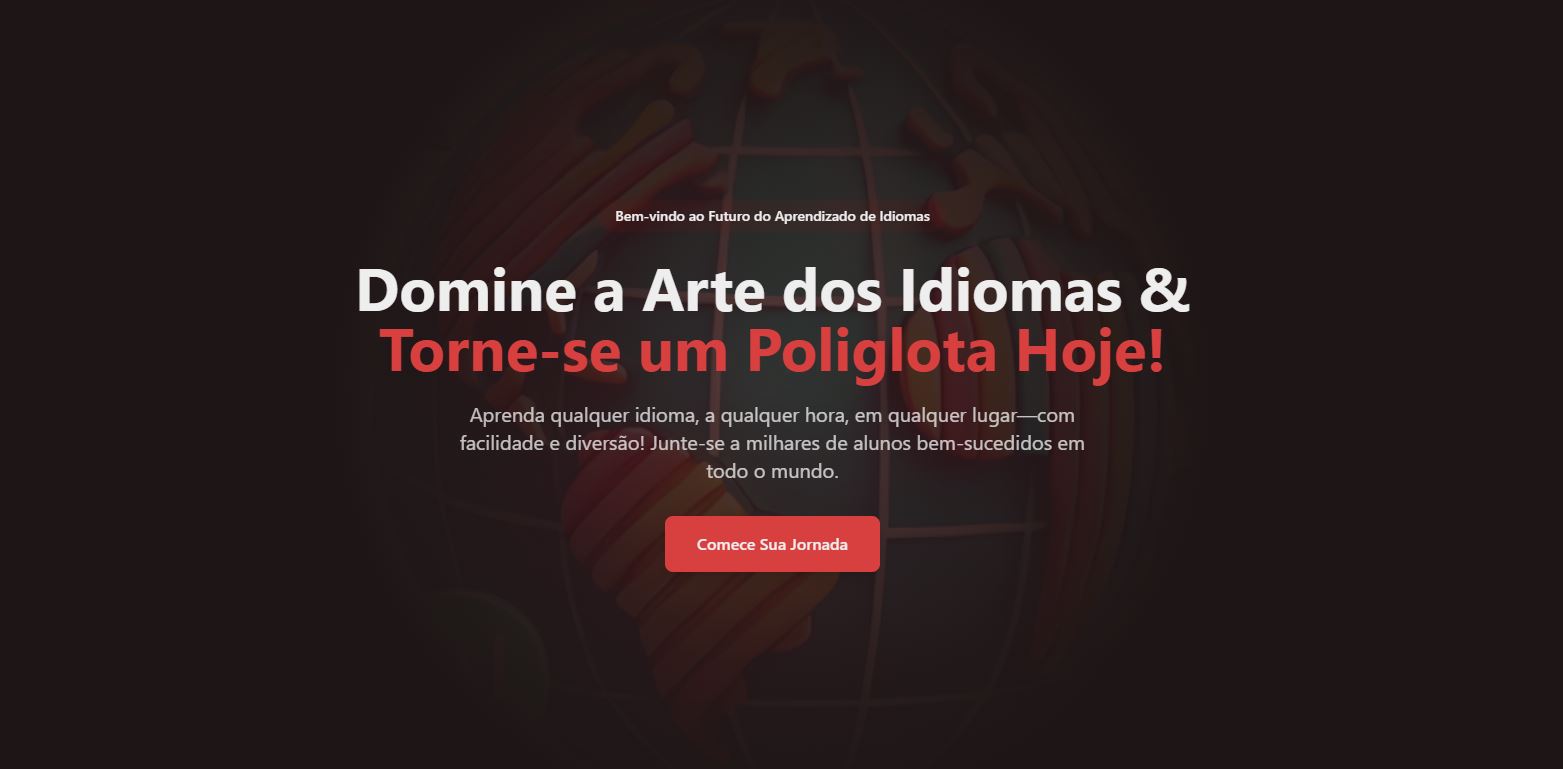 Bem-vindo ao Futuro do Aprendizado de Idiomas
Domine a Arte dos Idiomas &
Torne-se um Poliglota Hoje!
Aprenda qualquer idioma, a qualquer hora, em qualquer lugar—com
facilidade e diversão! Junte-se a milhares de alunos bem-sucedidos em
todo o mundo.
Comece Sua Jornada